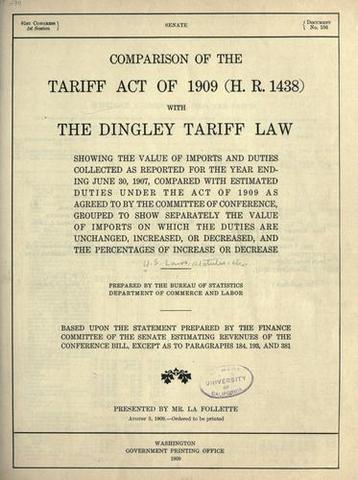 61st Congress
1st Session
SENATE
Document
No. 156
COMPARISON OF THE
TARIFF ACT OF 1909 (H. R. 1438)
WITH
THE DINGLEY TARIFF LAW
SHOWING THE VALUE OF IMPORTS AND DUTIES
COLLECTED AS REPORTED FOR THE YEAR END-
ING JUNE 30, 1907, COMPARED WITH ESTIMATED
DUTIES UNDER THE ACT OF 1909 AS
AGREED TO BY THE COMMITTEE OF CONFERENCE,
GROUPED TO SHOW SEPARATELY THE VALUE
OF IMPORTS ON WHICH THE DUTIES ARE
UNCHANGED, INCREASED, OR DECREASED, AND
THE PERCENTAGES OF INCREASE OR DECREASE
U.S. Laws, statutes, etc.
PREPARED BY THE BUREAU OF STATISTICS
DEPARTMENT OF COMMERCE AND LABOR
BASED UPON THE STATEMENT PREPARED BY THE FINANCE
COMMITTEE OF THE SENATE ESTIMATING REVENUES OF THE
CONFERENCE BILL, EXCEPT AS TO PARAGRAPHS 184, 193, AND 381
UNIVERSITY
OF
CALIFORNIA
PRESENTED BY MR. LA FOLLETTE
August 5, 1909.—Ordered to be printed
WASHINGTON
GOVERNMENT PRINTING OFFICE
1909